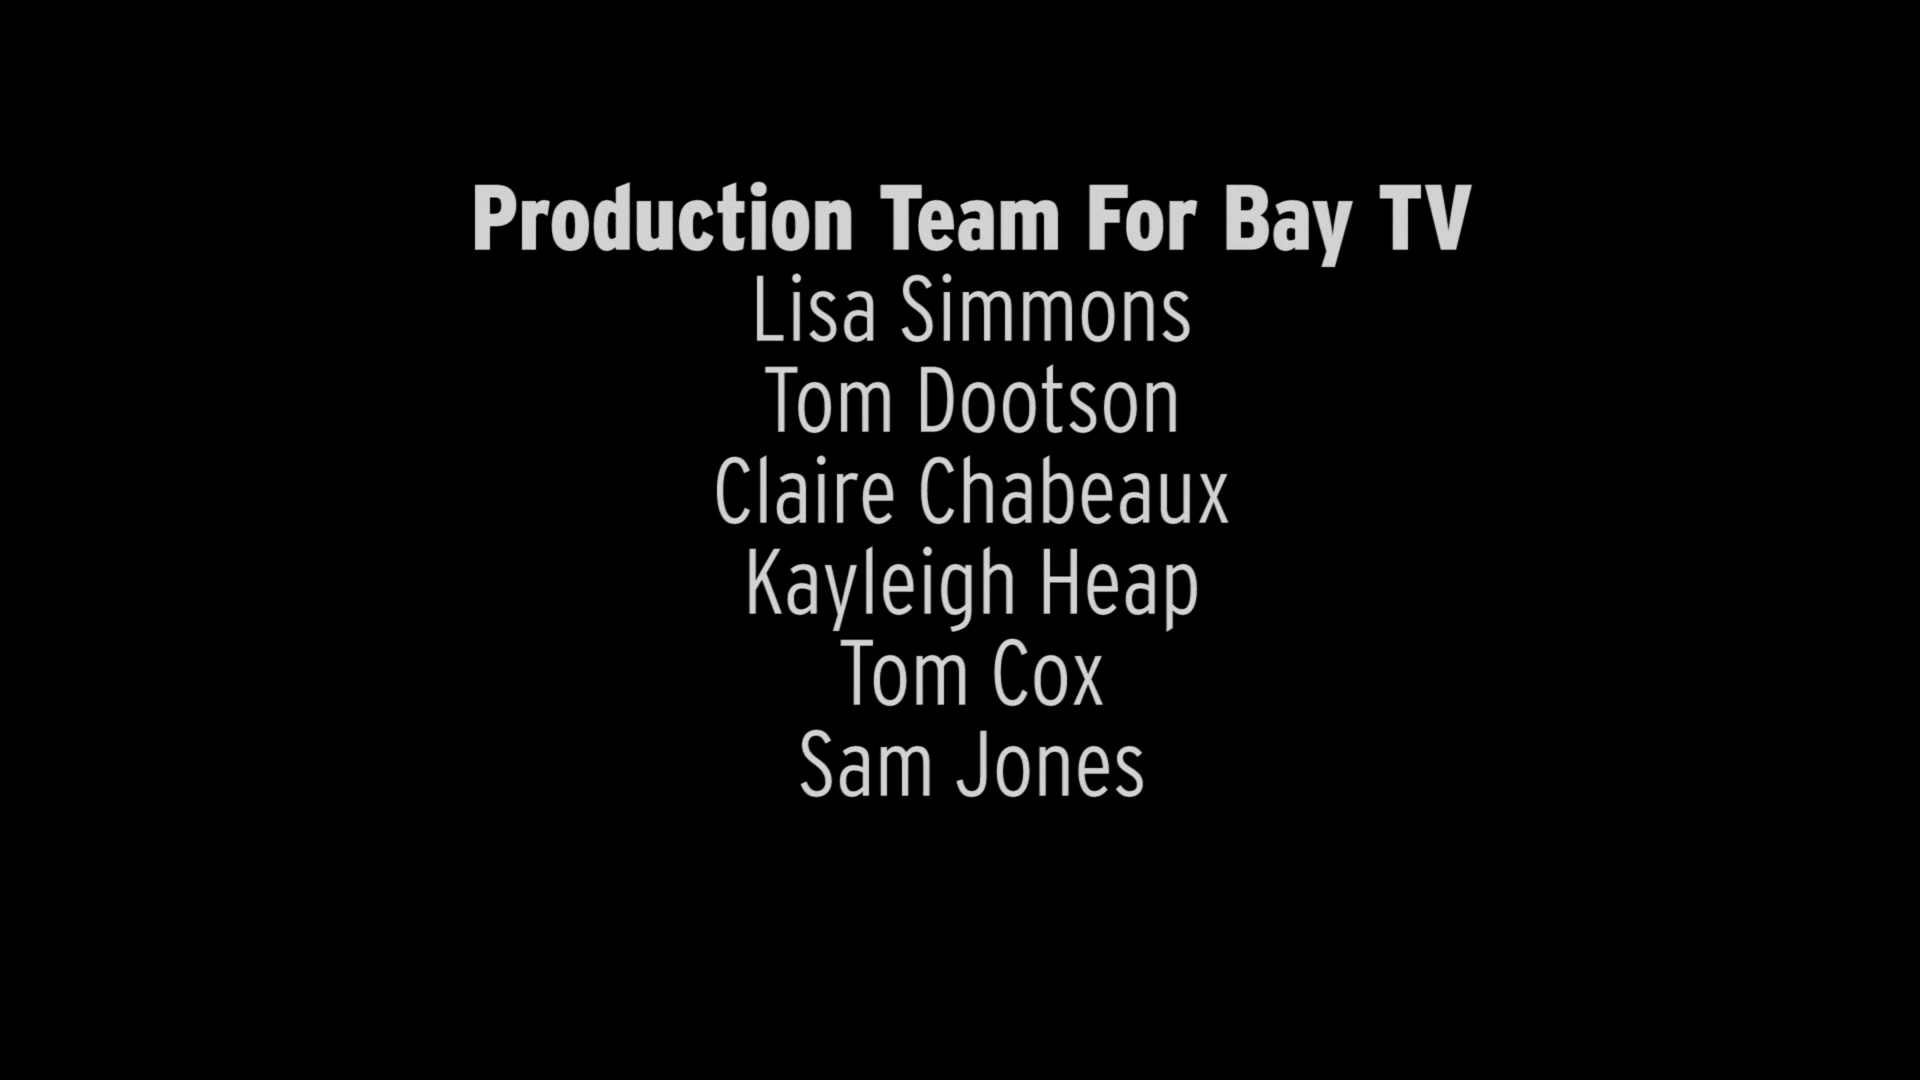 Production Team For Bay TV
Lisa Simmons
Tom Dootson
Claire Chabeaux
Kayleigh Heap
Tom Cox
Sam Jones